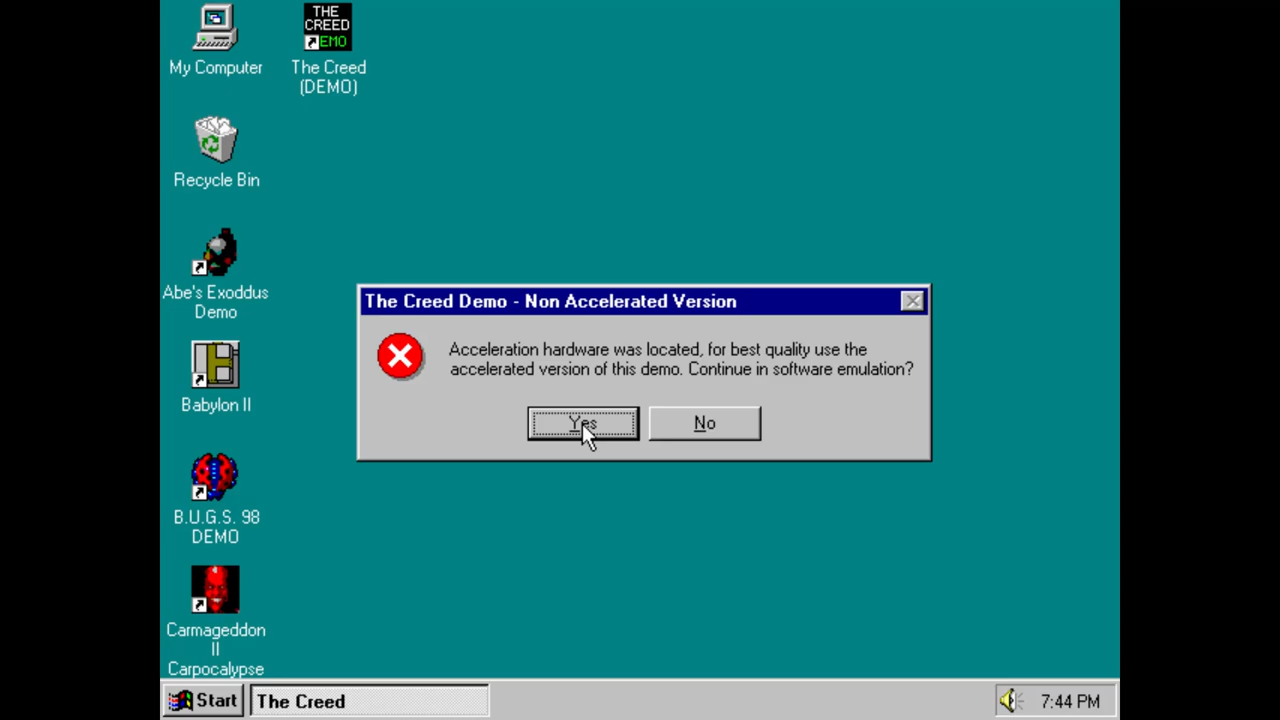 My Computer
THE
CREED
EMO
The Creed
(DEMO)
Recycle Bin
Abe's Exoddus
Demo
Babylon II
B.U.G.S. 98
DEMO
Carmageddon
II
Carpocalypse
The Creed Demo - Non Accelerated Version
Acceleration hardware was located, for best quality use the
accelerated version of this demo. Continue in software emulation?
Yes
No
Start
The Creed
7:44 PM